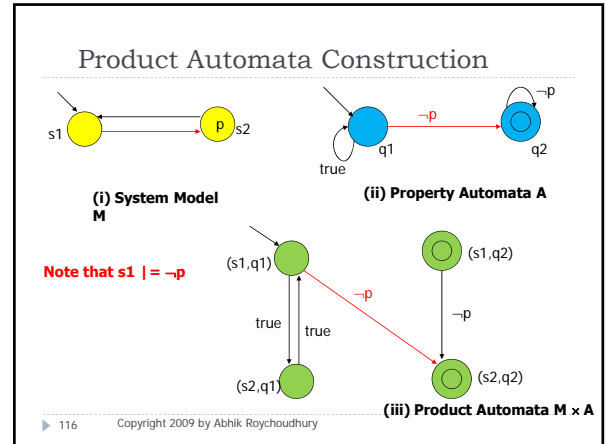 Product Automata Construction
s1
p
s2
(i) System Model
M
¬p
¬p
true
q1
q2
(ii) Property Automata A
Note that s1 |= ¬p
(s1,q1)
(s1,q2)
¬p
¬p
true
true
(s2,q1)
(s2,q2)
(iii) Product Automata M × A
116 Copyright 2009 by Abhik Roychoudhury